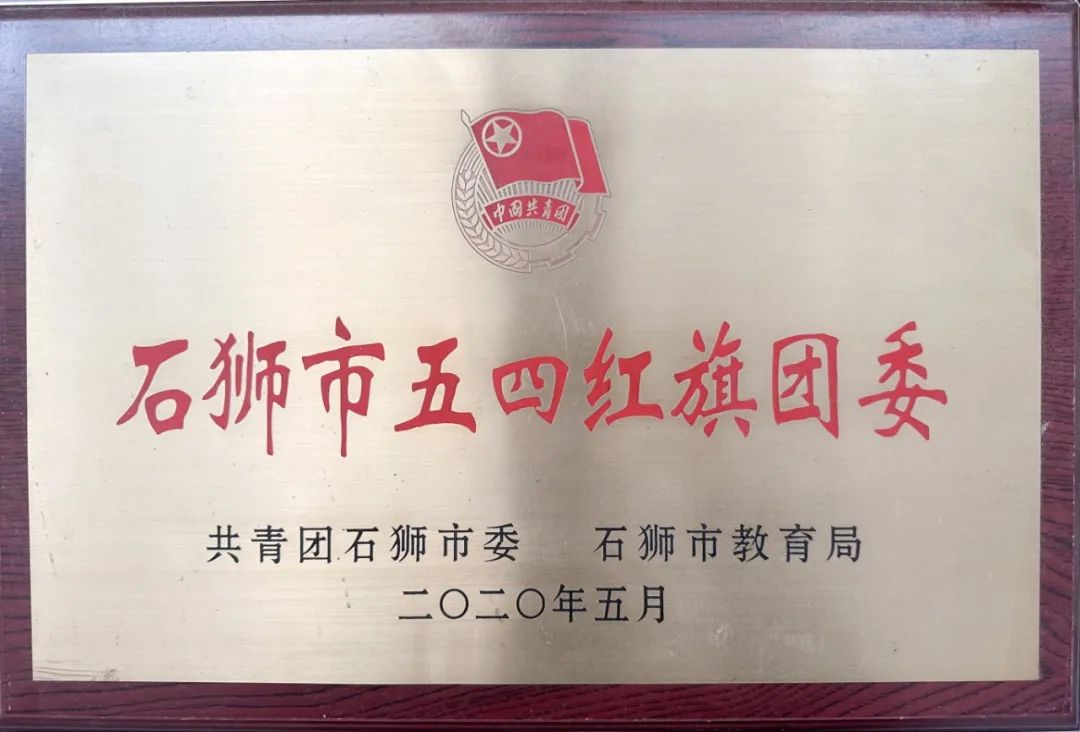 中国共青团
石狮市五四红旗团委
共青团石狮市委 石狮市教育局
二〇二〇年五月